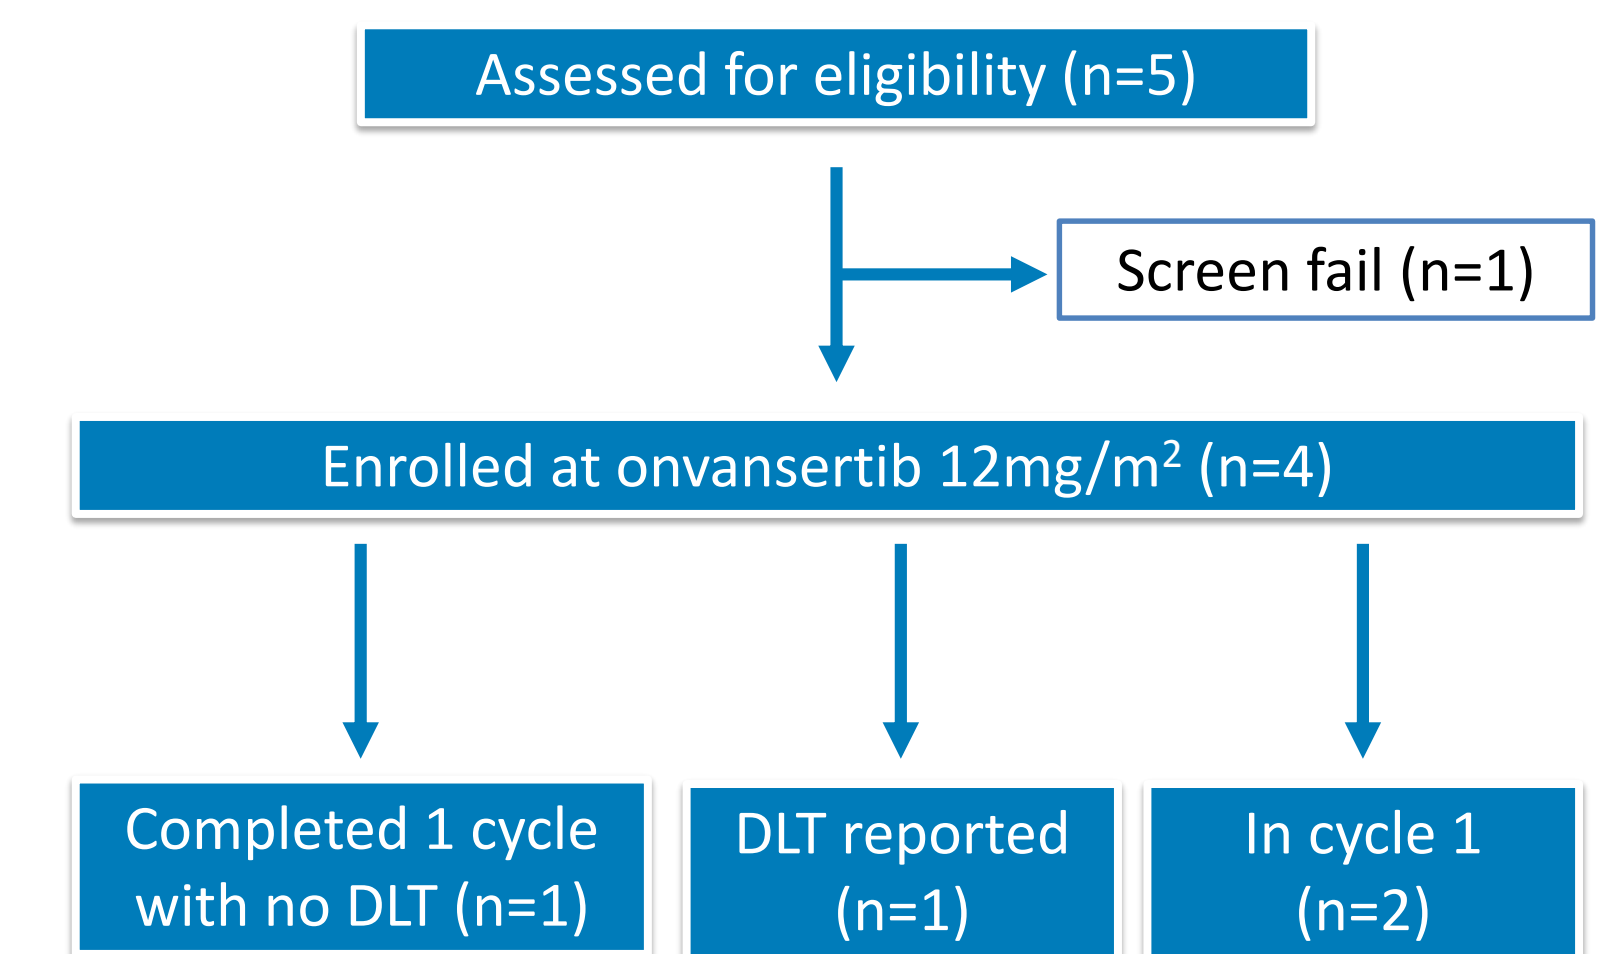 Assessed for eligibility (n=5)
Screen fail (n=1)
Enrolled at onvansertib 12mg/m² (n=4)
Completed 1 cycle
with no DLT (n=1)
DLT reported
(n=1)
In cycle 1
(n=2)